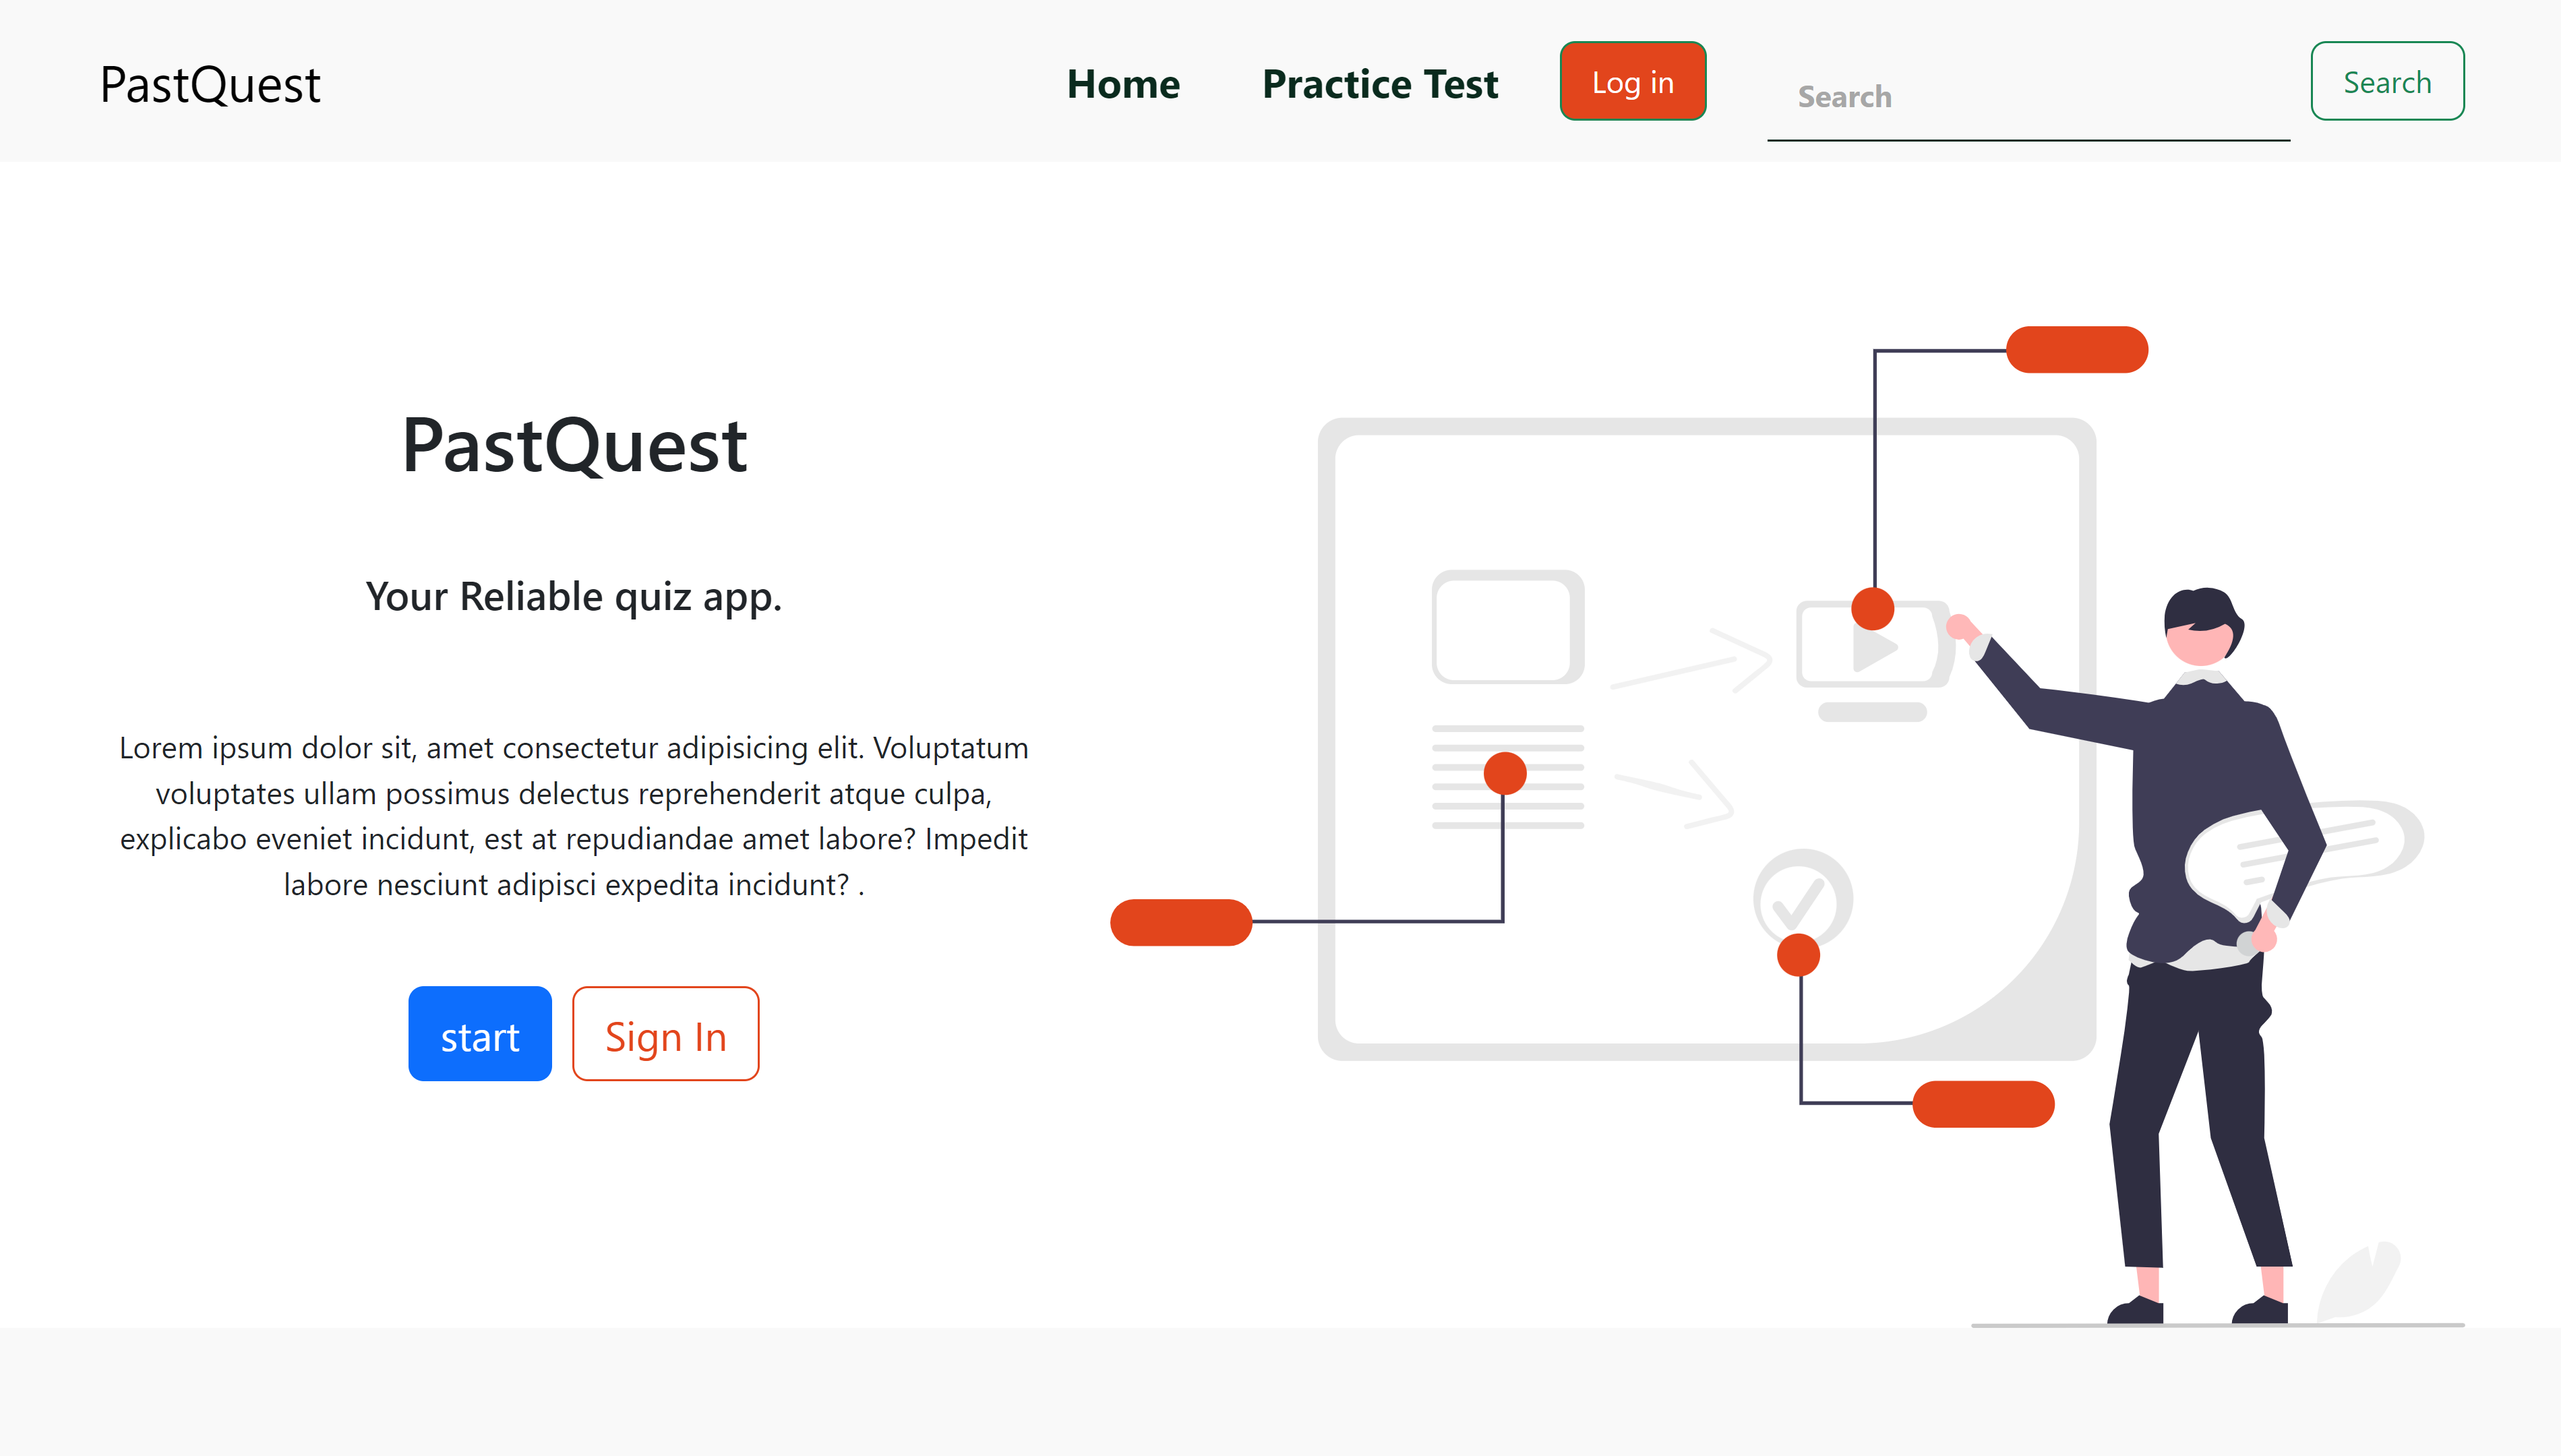 PastQuest
Home
Practice Test
Log in
Search
Search
PastQuest
Your Reliable quiz app.
Lorem ipsum dolor sit, amet consectetur adipisicing elit. Voluptatum
voluptates ullam possimus delectus reprehenderit atque culpa,
explicabo eveniet incidunt, est at repudiandae amet labore? Impedit
labore nesciunt adipisci expedita incidunt? .
start
Sign In